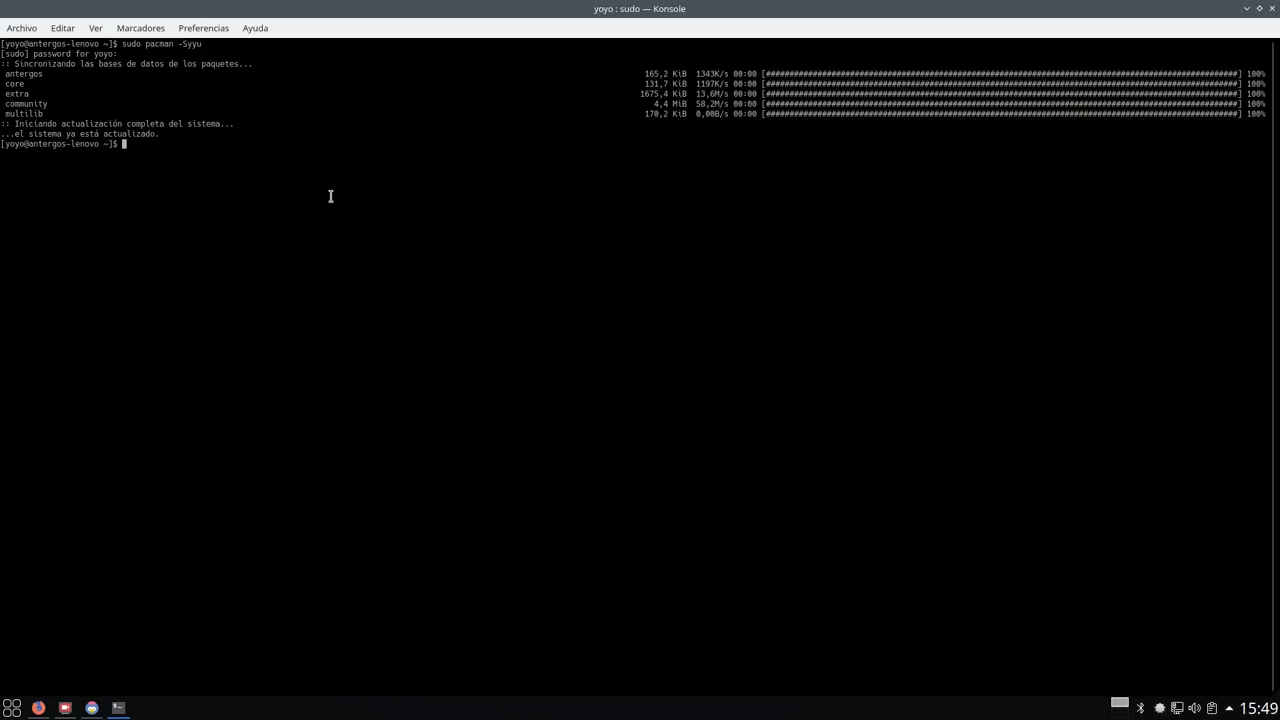 yoyo : sudo — Konsole
Archivo Editar Ver Marcadores Preferencias Ayuda
[yoyo@antergos-lenovo ~]$ sudo pacman -Syyu
[sudo] password for yoyo:
:: Sincronizando las bases de datos de los paquetes...
antergos 165,2 KiB 1343K/s 00:00 [####################################################################################################] 100%
core 131,7 KiB 1197K/s 00:00 [####################################################################################################] 100%
extra 1675,4 KiB 13,6M/s 00:00 [####################################################################################################] 100%
community 4,4 MiB 58,2M/s 00:00 [####################################################################################################] 100%
multilib 170,2 KiB 0,00B/s 00:00 [####################################################################################################] 100%
:: Iniciando actualización completa del sistema...
...el sistema ya está actualizado.
[yoyo@antergos-lenovo ~]$
15:49